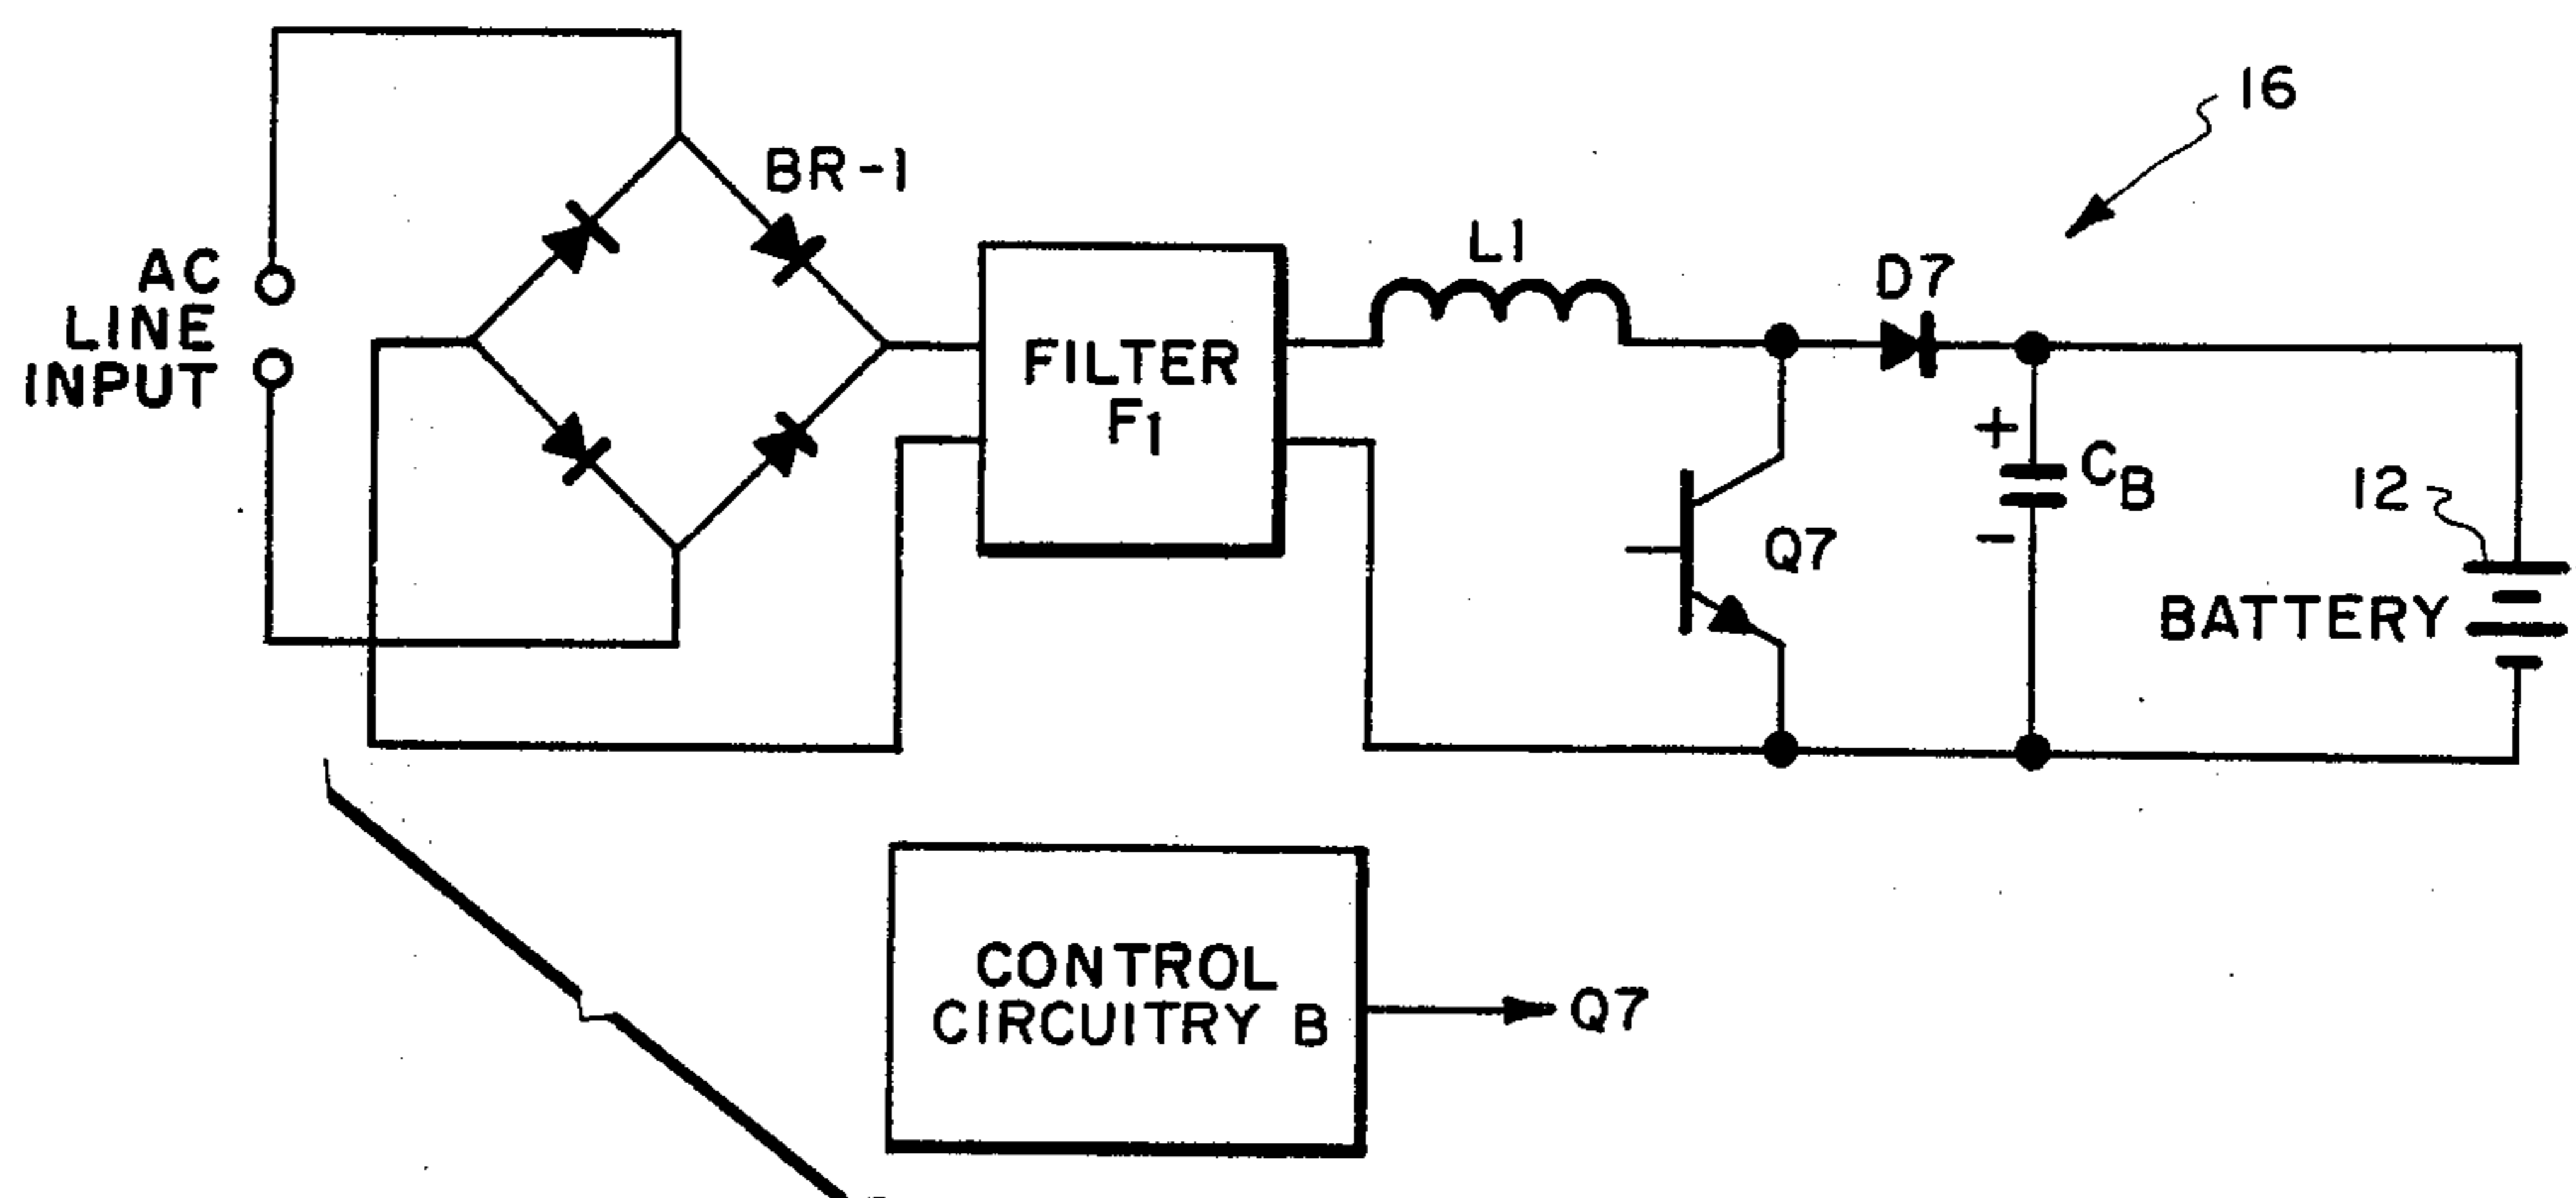 16
BR-1
AC
LINE
INPUT
L1
D7
FILTER
F1
+
CB
-
12
Q7
BATTERY
CONTROL
CIRCUITRY B
Q7